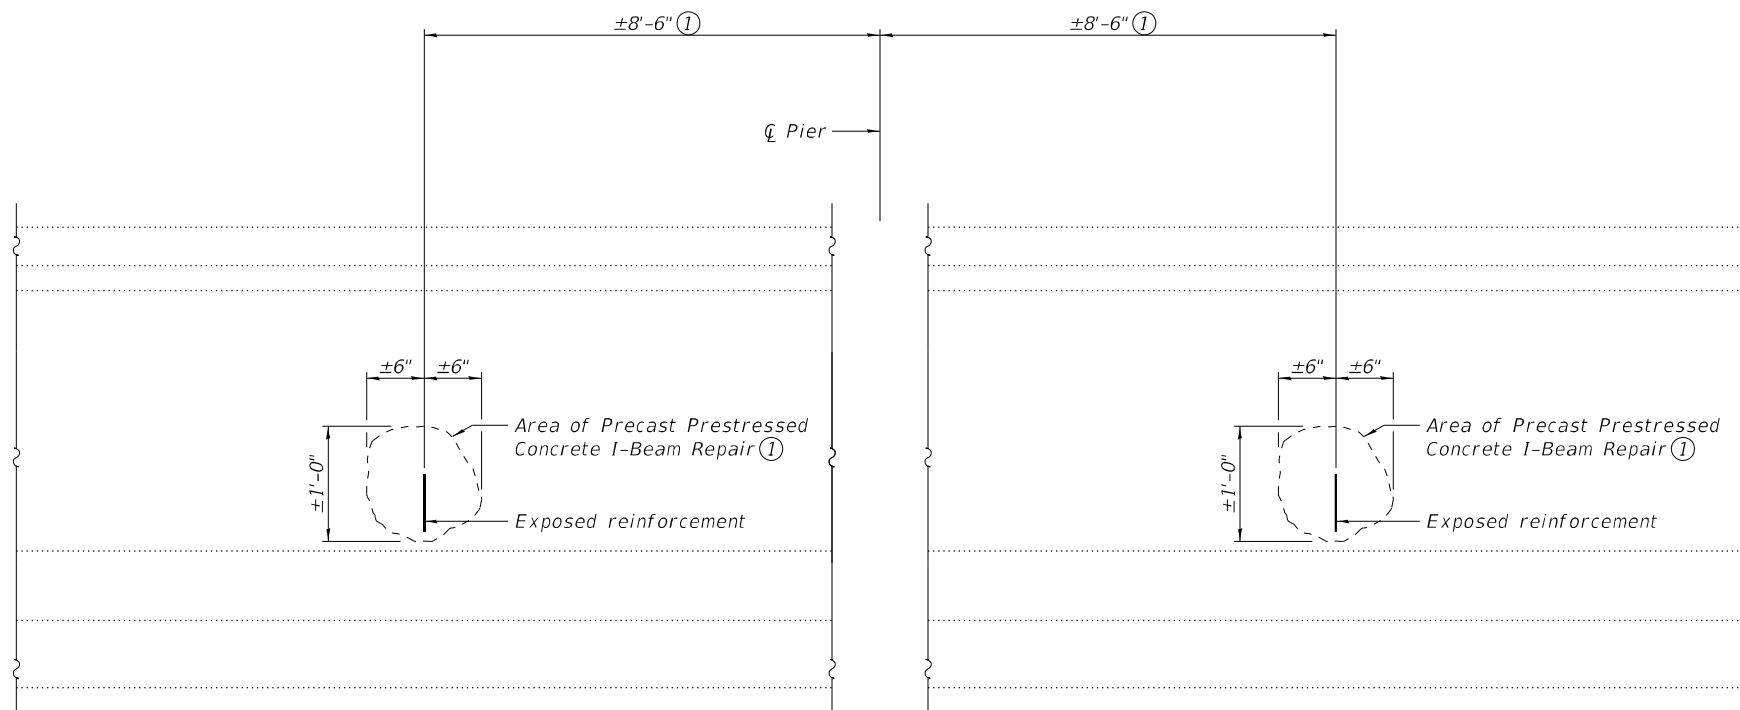 ±8'-6" ①
±8'-6" ①
℄ Pier
±6"
±6"
±6"
±6"
Area of Precast Prestressed
Concrete I-Beam Repair ①
Area of Precast Prestressed
Concrete I-Beam Repair ①
±1'-0"
±1'-0"
Exposed reinforcement
Exposed reinforcement